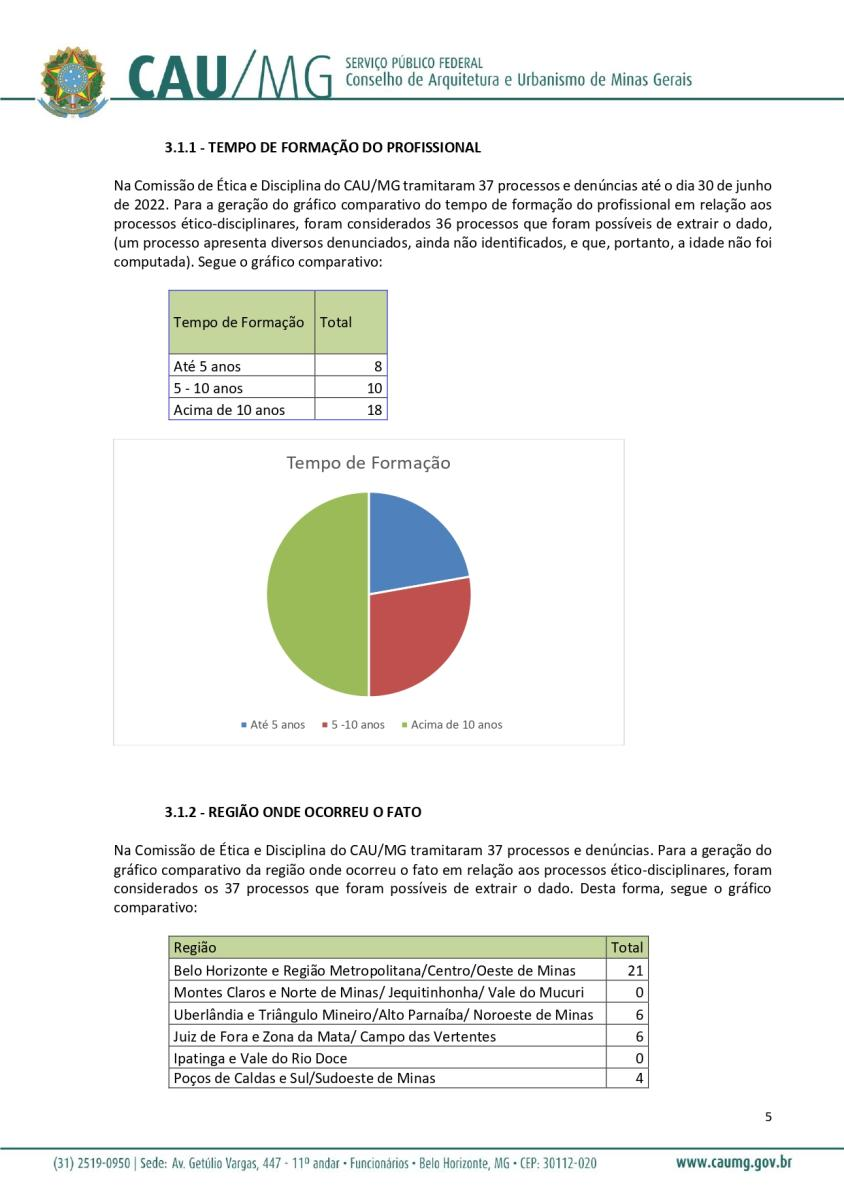 CAU/MG
SERVIÇO PÚBLICO FEDERAL
Conselho de Arquitetura e Urbanismo de Minas Gerais
3.1.1 - TEMPO DE FORMAÇÃO DO PROFISSIONAL
Na Comissão de Ética e Disciplina do CAU/MG tramitaram 37 processos e denúncias até o dia 30 de junho
de 2022. Para a geração do gráfico comparativo do tempo de formação do profissional em relação aos
processos ético-disciplinares, foram considerados 36 processos que foram possíveis de extrair o dado,
(um processo apresenta diversos denunciados, ainda não identificados, e que, portanto, a idade não foi
computada). Segue o gráfico comparativo:
Tempo de Formação Total
Até 5 anos 8
5 - 10 anos 10
Acima de 10 anos 18
Tempo de Formação
Até 5 anos 5 -10 anos Acima de 10 anos
3.1.2 - REGIÃO ONDE OCORREU O FATO
Na Comissão de Ética e Disciplina do CAU/MG tramitaram 37 processos e denúncias. Para a geração do
gráfico comparativo da região onde ocorreu o fato em relação aos processos ético-disciplinares, foram
considerados os 37 processos que foram possíveis de extrair o dado. Desta forma, segue o gráfico
comparativo:
Região Total
Belo Horizonte e Região Metropolitana/Centro/Oeste de Minas 21
Montes Claros e Norte de Minas/ Jequitinhonha/ Vale do Mucuri 0
Uberlândia e Triângulo Mineiro/Alto Parnaíba/ Noroeste de Minas 6
Juiz de Fora e Zona da Mata/ Campo das Vertentes 6
Ipatinga e Vale do Rio Doce 0
Poços de Caldas e Sul/Sudoeste de Minas 4
5
(31) 2519-0950 | Sede: Av. Getúlio Vargas, 447 - 11º andar • Funcionários • Belo Horizonte, MG • CEP: 30112-020
www.caumg.gov.br